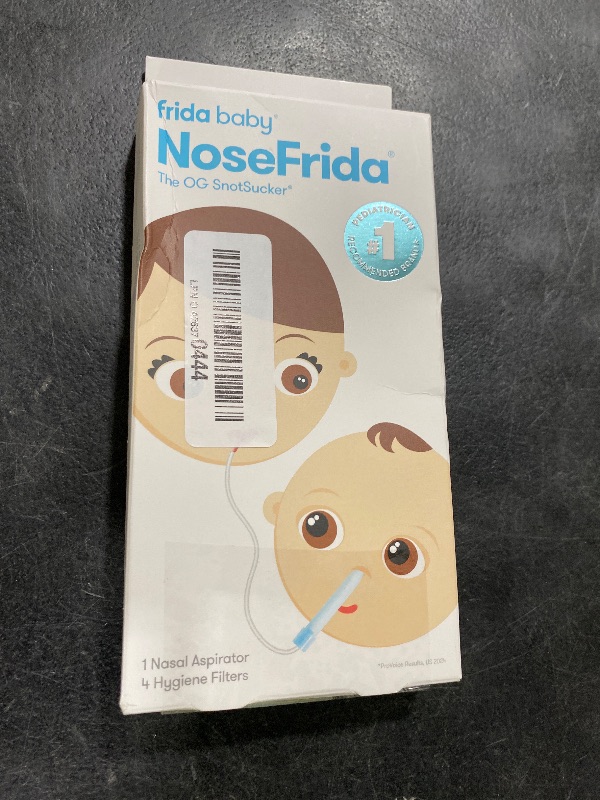 frida baby®
NoseFrida®
The OG SnotSucker®
PEDIATRICIAN
#1
RECOMMENDED BRAND*
0444
1 Nasal Aspirator
4 Hygiene Filters